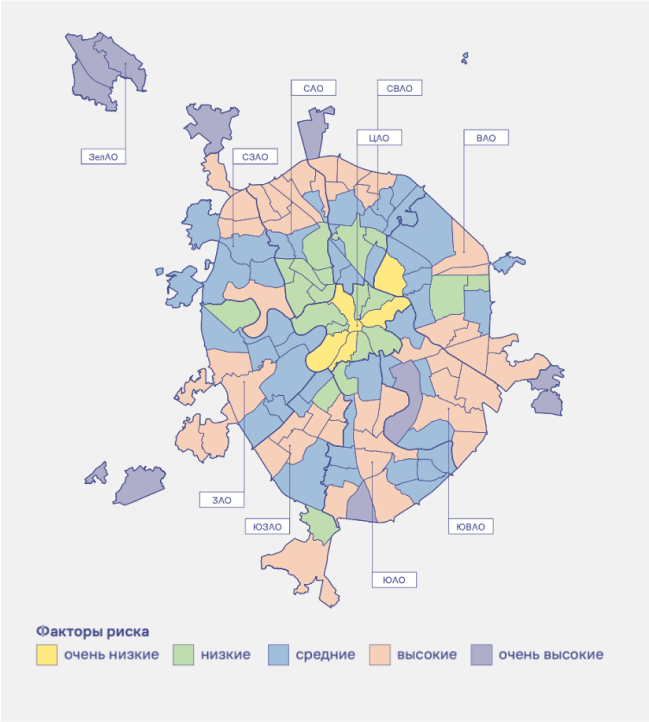 САО
СВАО
ЦАО
ВАО
ЗелАО
СЗАО
ЗАО
ЮЗАО
ЮВАО
ЮАО
Факторы риска
очень низкие
низкие
средние
высокие
очень высокие